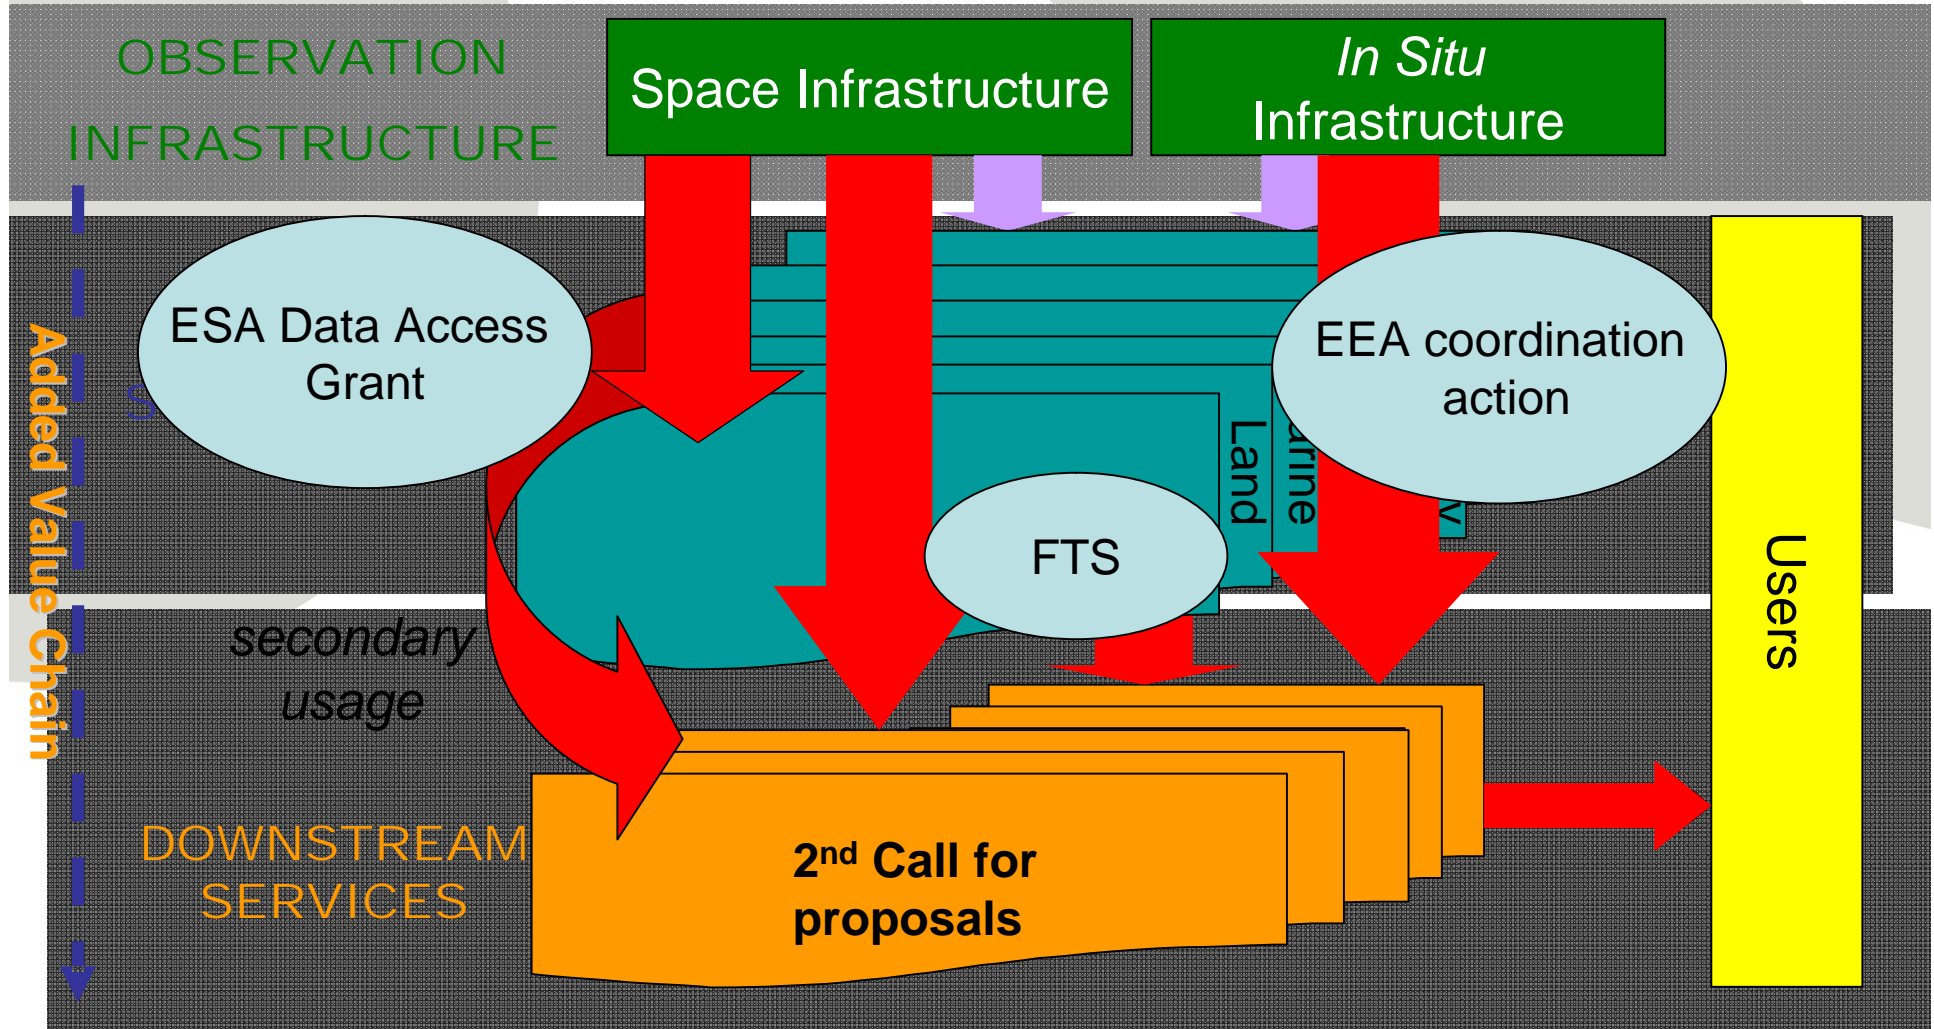 OBSERVATION
INFRASTRUCTURE
Space Infrastructure
In Situ
Infrastructure
ESA Data Access
Grant
EEA coordination
action
Land
FTS
Users
Added Value Chain
secondary
usage
DOWNSTREAM
SERVICES
2nd Call for
proposals